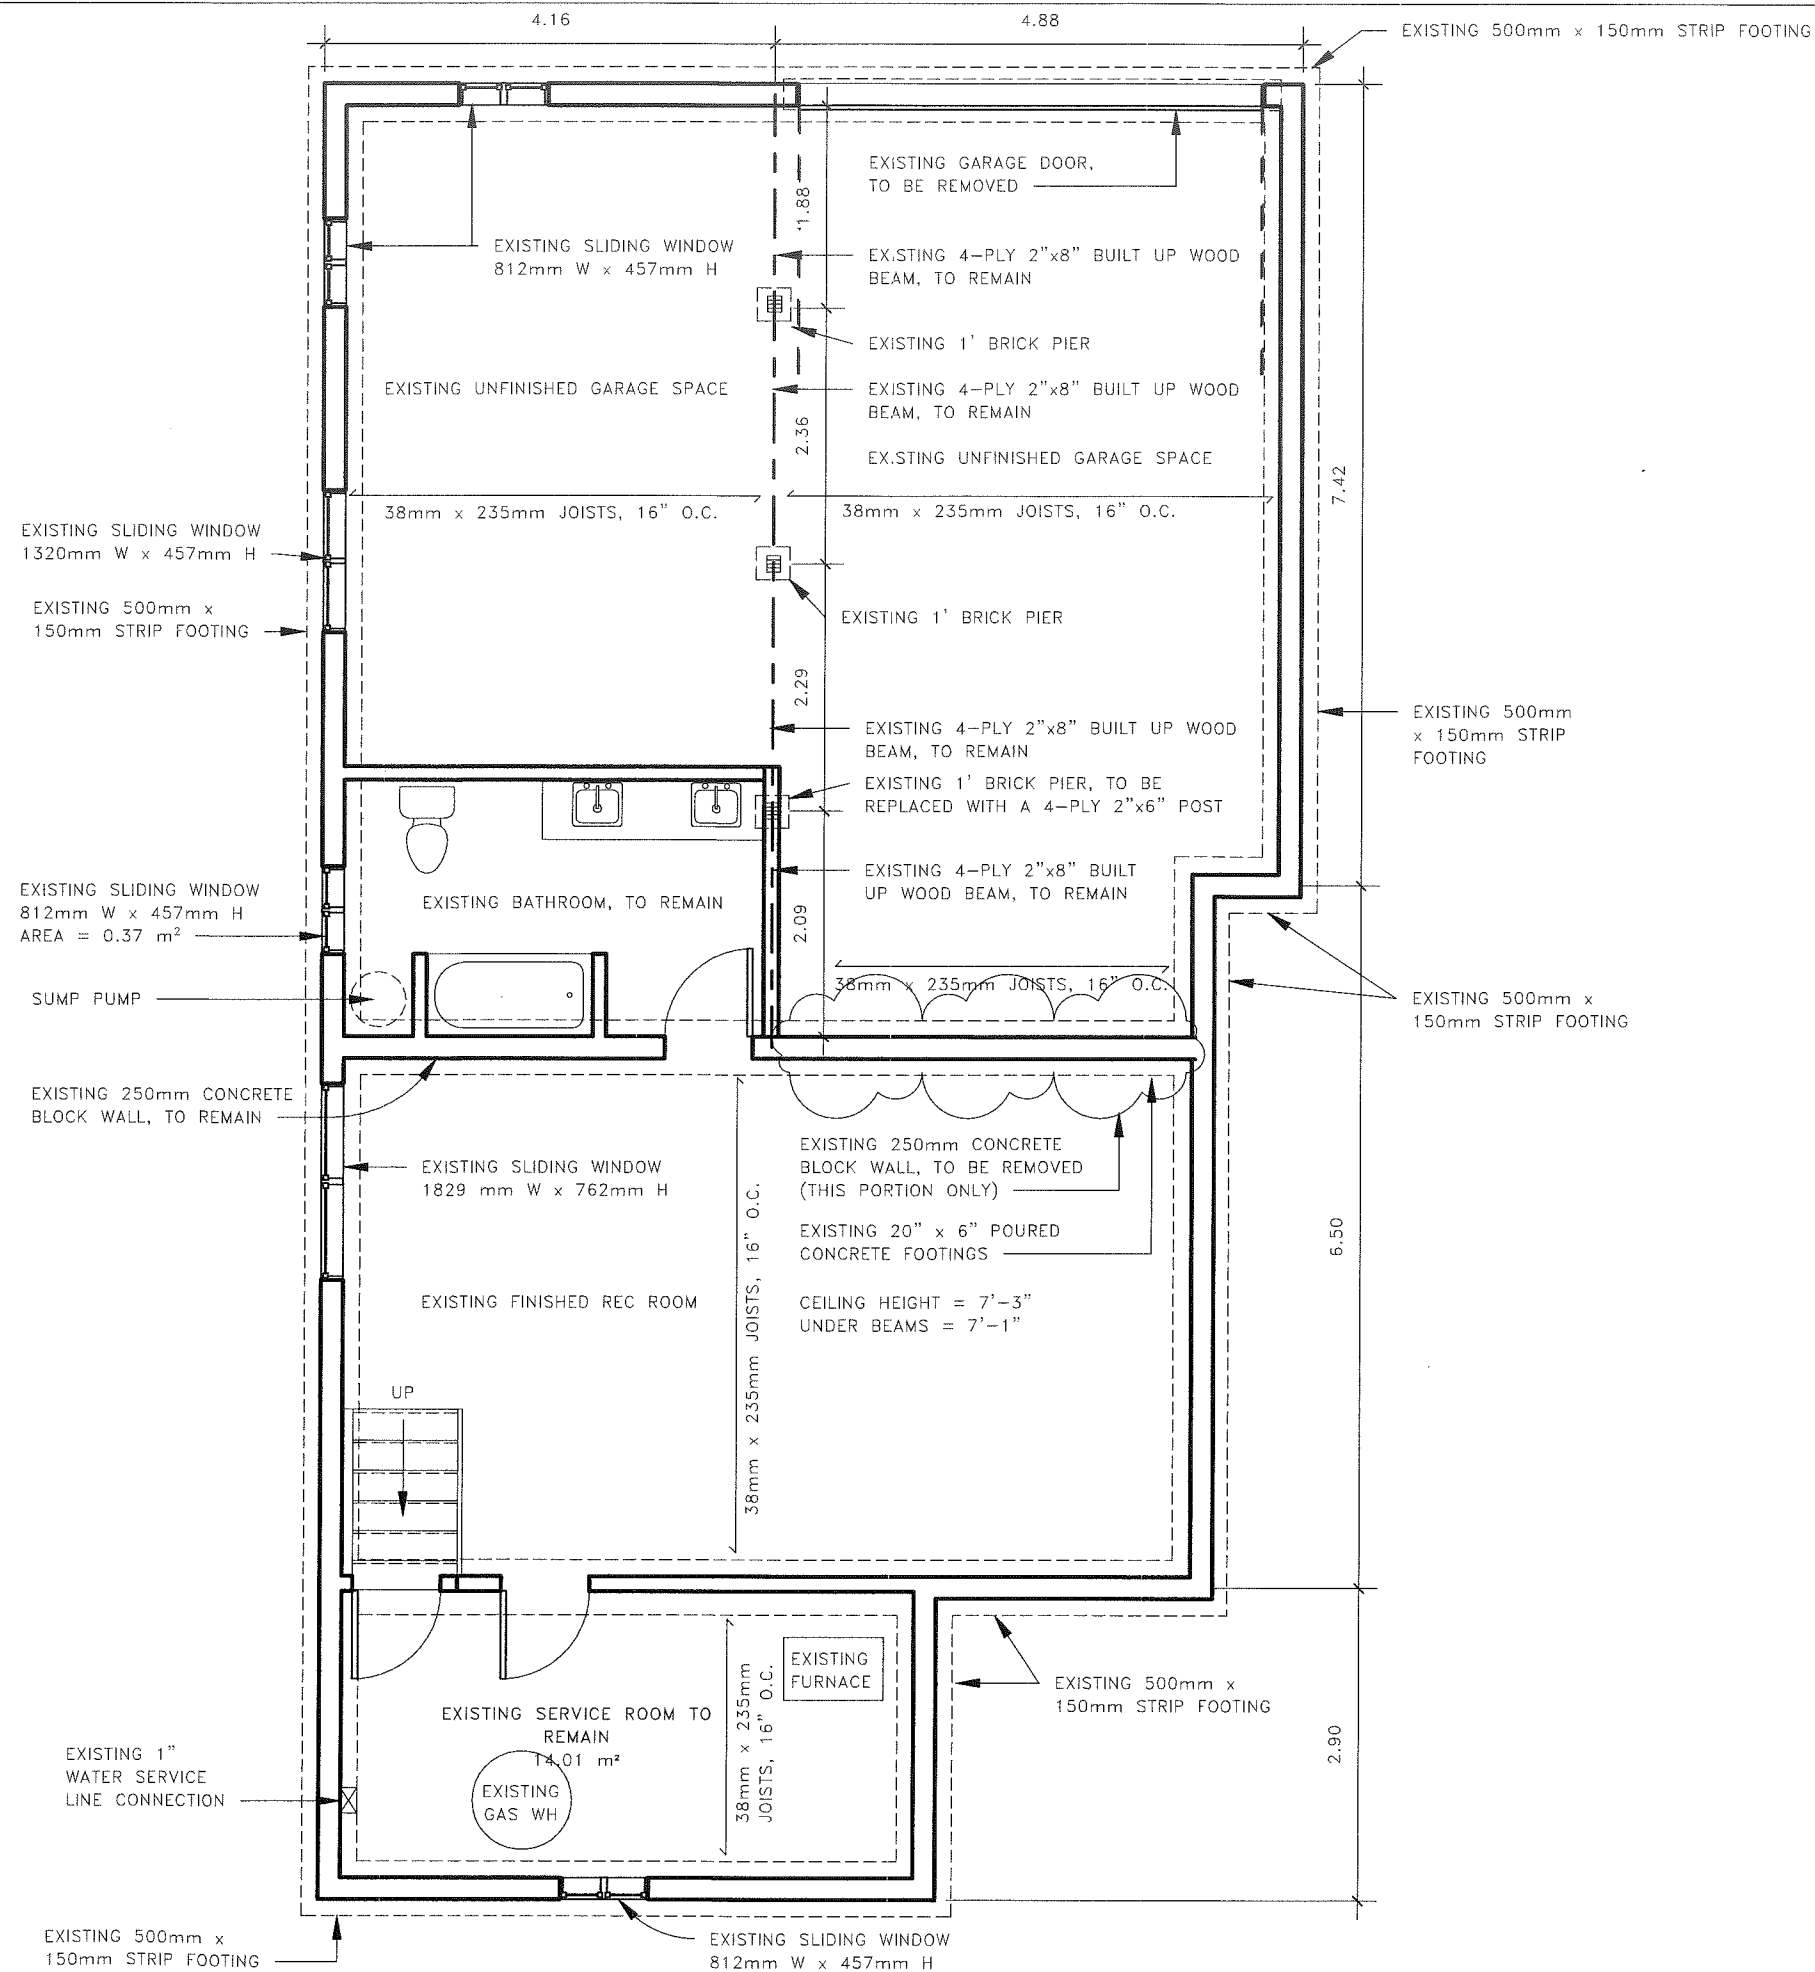 4.16
4.88
EXISTING 500mm x 150mm STRIP FOOTING
EXISTING GARAGE DOOR,
TO BE REMOVED
1.88
EXISTING SLIDING WINDOW
812mm W x 457mm H
EXISTING 4-PLY 2"x8" BUILT UP WOOD
BEAM, TO REMAIN
EXISTING 1' BRICK PIER
EXISTING UNFINISHED GARAGE SPACE
EXISTING 4-PLY 2"x8" BUILT UP WOOD
BEAM, TO REMAIN
2.36
EXISTING UNFINISHED GARAGE SPACE
7.42
38mm x 235mm JOISTS, 16" O.C.
38mm x 235mm JOISTS, 16" O.C.
EXISTING SLIDING WINDOW
1320mm W x 457mm H
EXISTING 500mm x
150mm STRIP FOOTING
EXISTING 1' BRICK PIER
2.29
EXISTING 4-PLY 2"x8" BUILT UP WOOD
BEAM, TO REMAIN
EXISTING 500mm
x 150mm STRIP
FOOTING
EXISTING 1' BRICK PIER, TO BE
REPLACED WITH A 4-PLY 2"x6" POST
EXISTING 4-PLY 2"x8" BUILT
UP WOOD BEAM, TO REMAIN
EXISTING SLIDING WINDOW
812mm W x 457mm H
AREA = 0.37 m²
EXISTING BATHROOM, TO REMAIN
2.09
38mm x 235mm JOISTS, 16" O.C.
SUMP PUMP
EXISTING 500mm x
150mm STRIP FOOTING
EXISTING 250mm CONCRETE
BLOCK WALL, TO REMAIN
EXISTING SLIDING WINDOW
1829 mm W x 762mm H
EXISTING 250mm CONCRETE
BLOCK WALL, TO BE REMOVED
(THIS PORTION ONLY)
EXISTING 20" x 6" POURED
CONCRETE FOOTINGS
6.50
38mm x 235mm JOISTS, 16" O.C.
EXISTING FINISHED REC ROOM
CEILING HEIGHT = 7'-3"
UNDER BEAMS = 7'-1"
UP
EXISTING
FURNACE
EXISTING 500mm x
150mm STRIP FOOTING
EXISTING SERVICE ROOM TO
REMAIN
14.01 m²
38mm x 235mm
JOISTS, 16" O.C.
2.90
EXISTING 1"
WATER SERVICE
LINE CONNECTION
EXISTING
GAS WH
EXISTING 500mm x
150mm STRIP FOOTING
EXISTING SLIDING WINDOW
812mm W x 457mm H